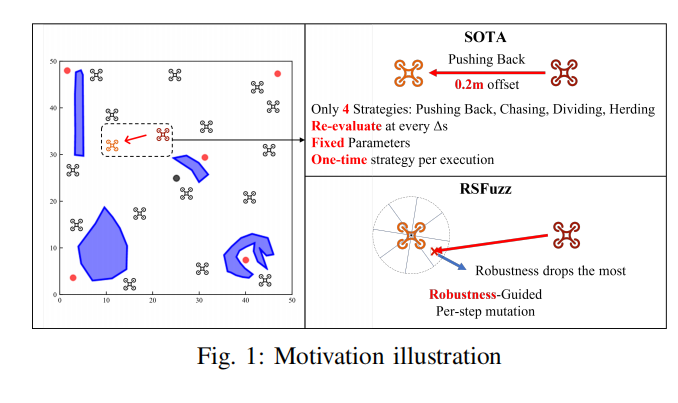 50
40
30
20
10
0
0
10
20
30
40
50
SOTA
Pushing Back
0.2m offset
Only 4 Strategies: Pushing Back, Chasing, Dividing, Herding
Re-evaluate at every Δs
Fixed Parameters
One-time strategy per execution
RSFuzz
Robustness drops the most
Robustness-Guided
Per-step mutation
Fig. 1: Motivation illustration